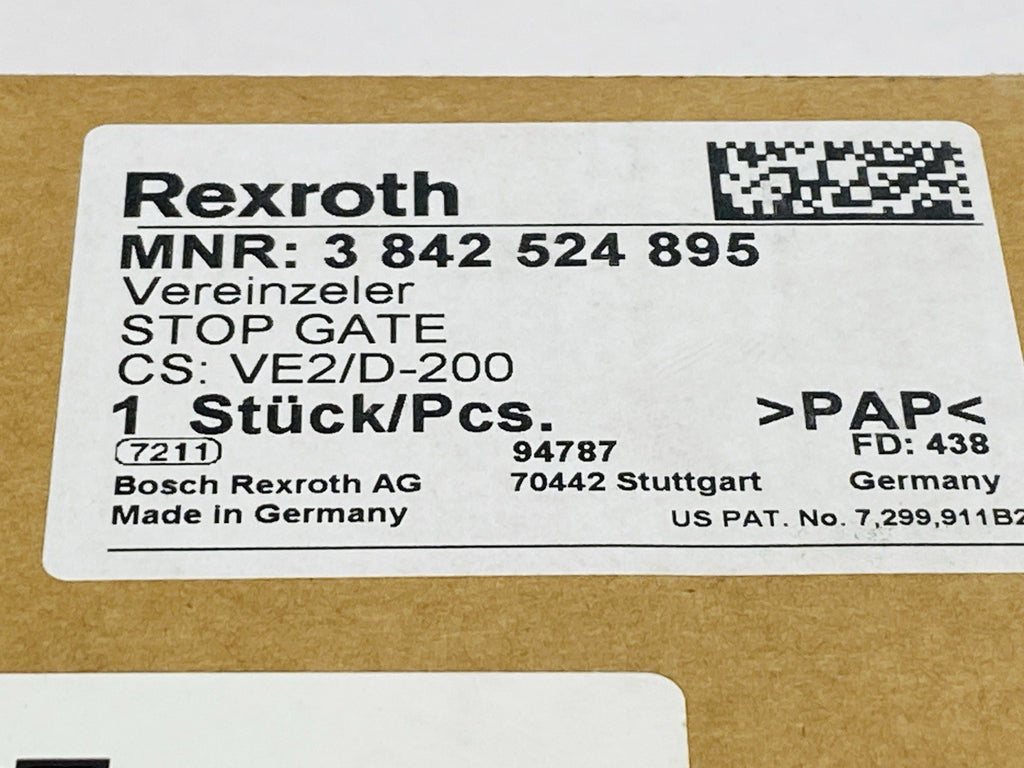 Rexroth
MNR: 3 842 524 895
Vereinzeler
STOP GATE
CS: VE2/D-200
1 Stück/Pcs. >PAP<
7211 94787 FD: 438
Bosch Rexroth AG 70442 Stuttgart Germany
Made in Germany US PAT. No. 7,299,911B2